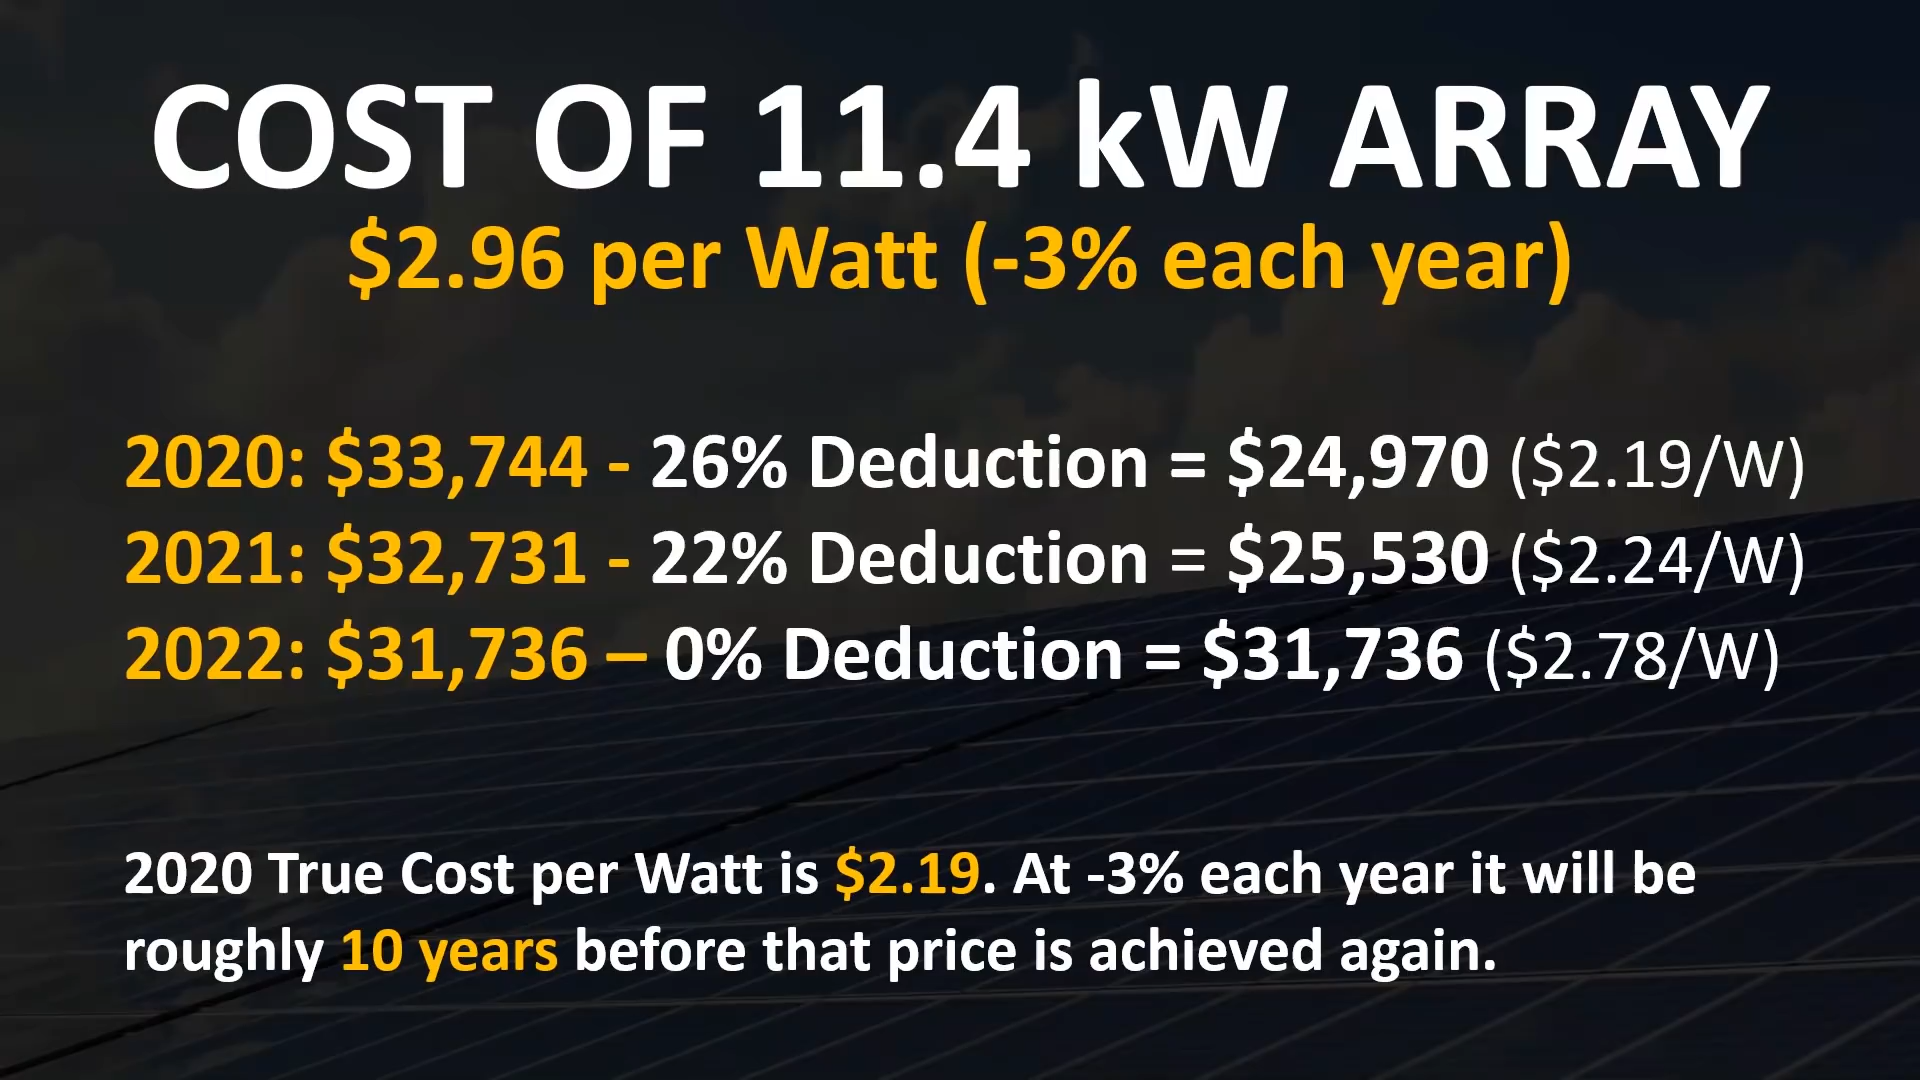 COST OF 11.4 kW ARRAY
$2.96 per Watt (-3% each year)
2020: $33,744 - 26% Deduction = $24,970 ($2.19/W)
2021: $32,731 - 22% Deduction = $25,530 ($2.24/W)
2022: $31,736 – 0% Deduction = $31,736 ($2.78/W)
2020 True Cost per Watt is $2.19. At -3% each year it will be
roughly 10 years before that price is achieved again.